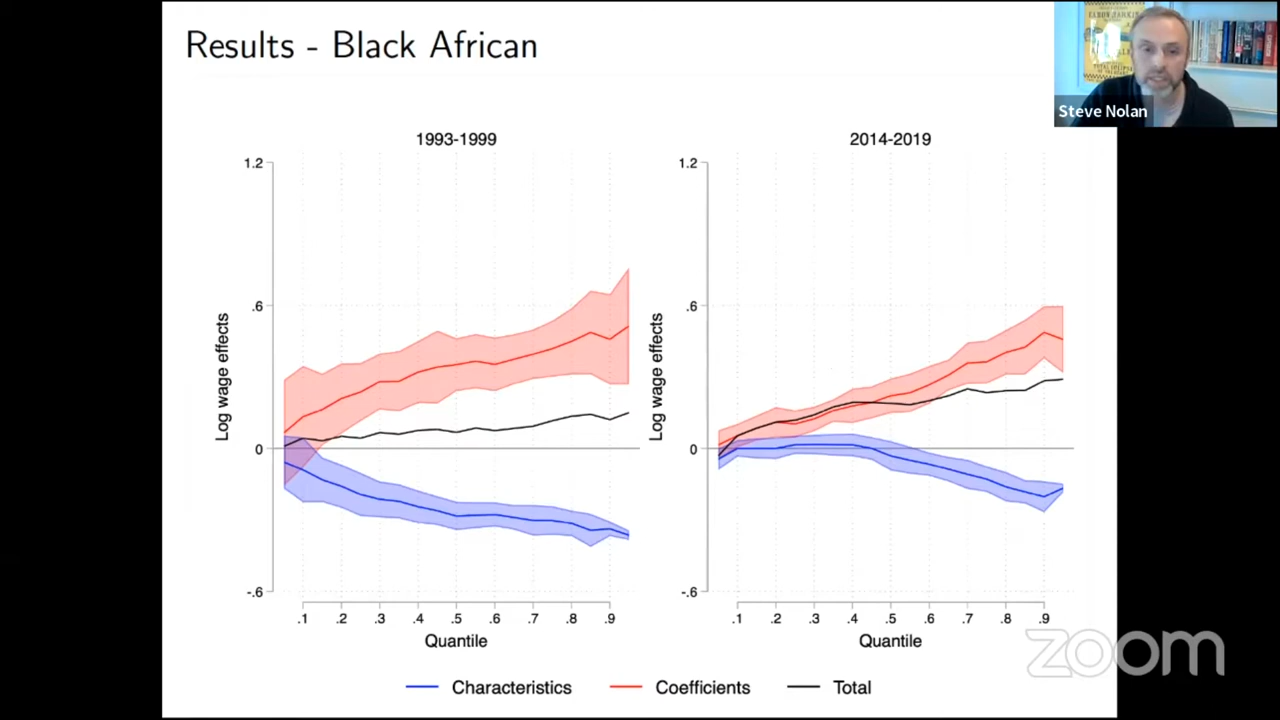 Results - Black African
Steve Nolan
1993-1999
2014-2019
1.2
.6
0
-.6
Log wage effects
.1 .2 .3 .4 .5 .6 .7 .8 .9
Quantile
1.2
.6
0
-.6
Log wage effects
.1 .2 .3 .4 .5 .6 .7 .8 .9
Quantile
Characteristics Coefficients Total
zoom